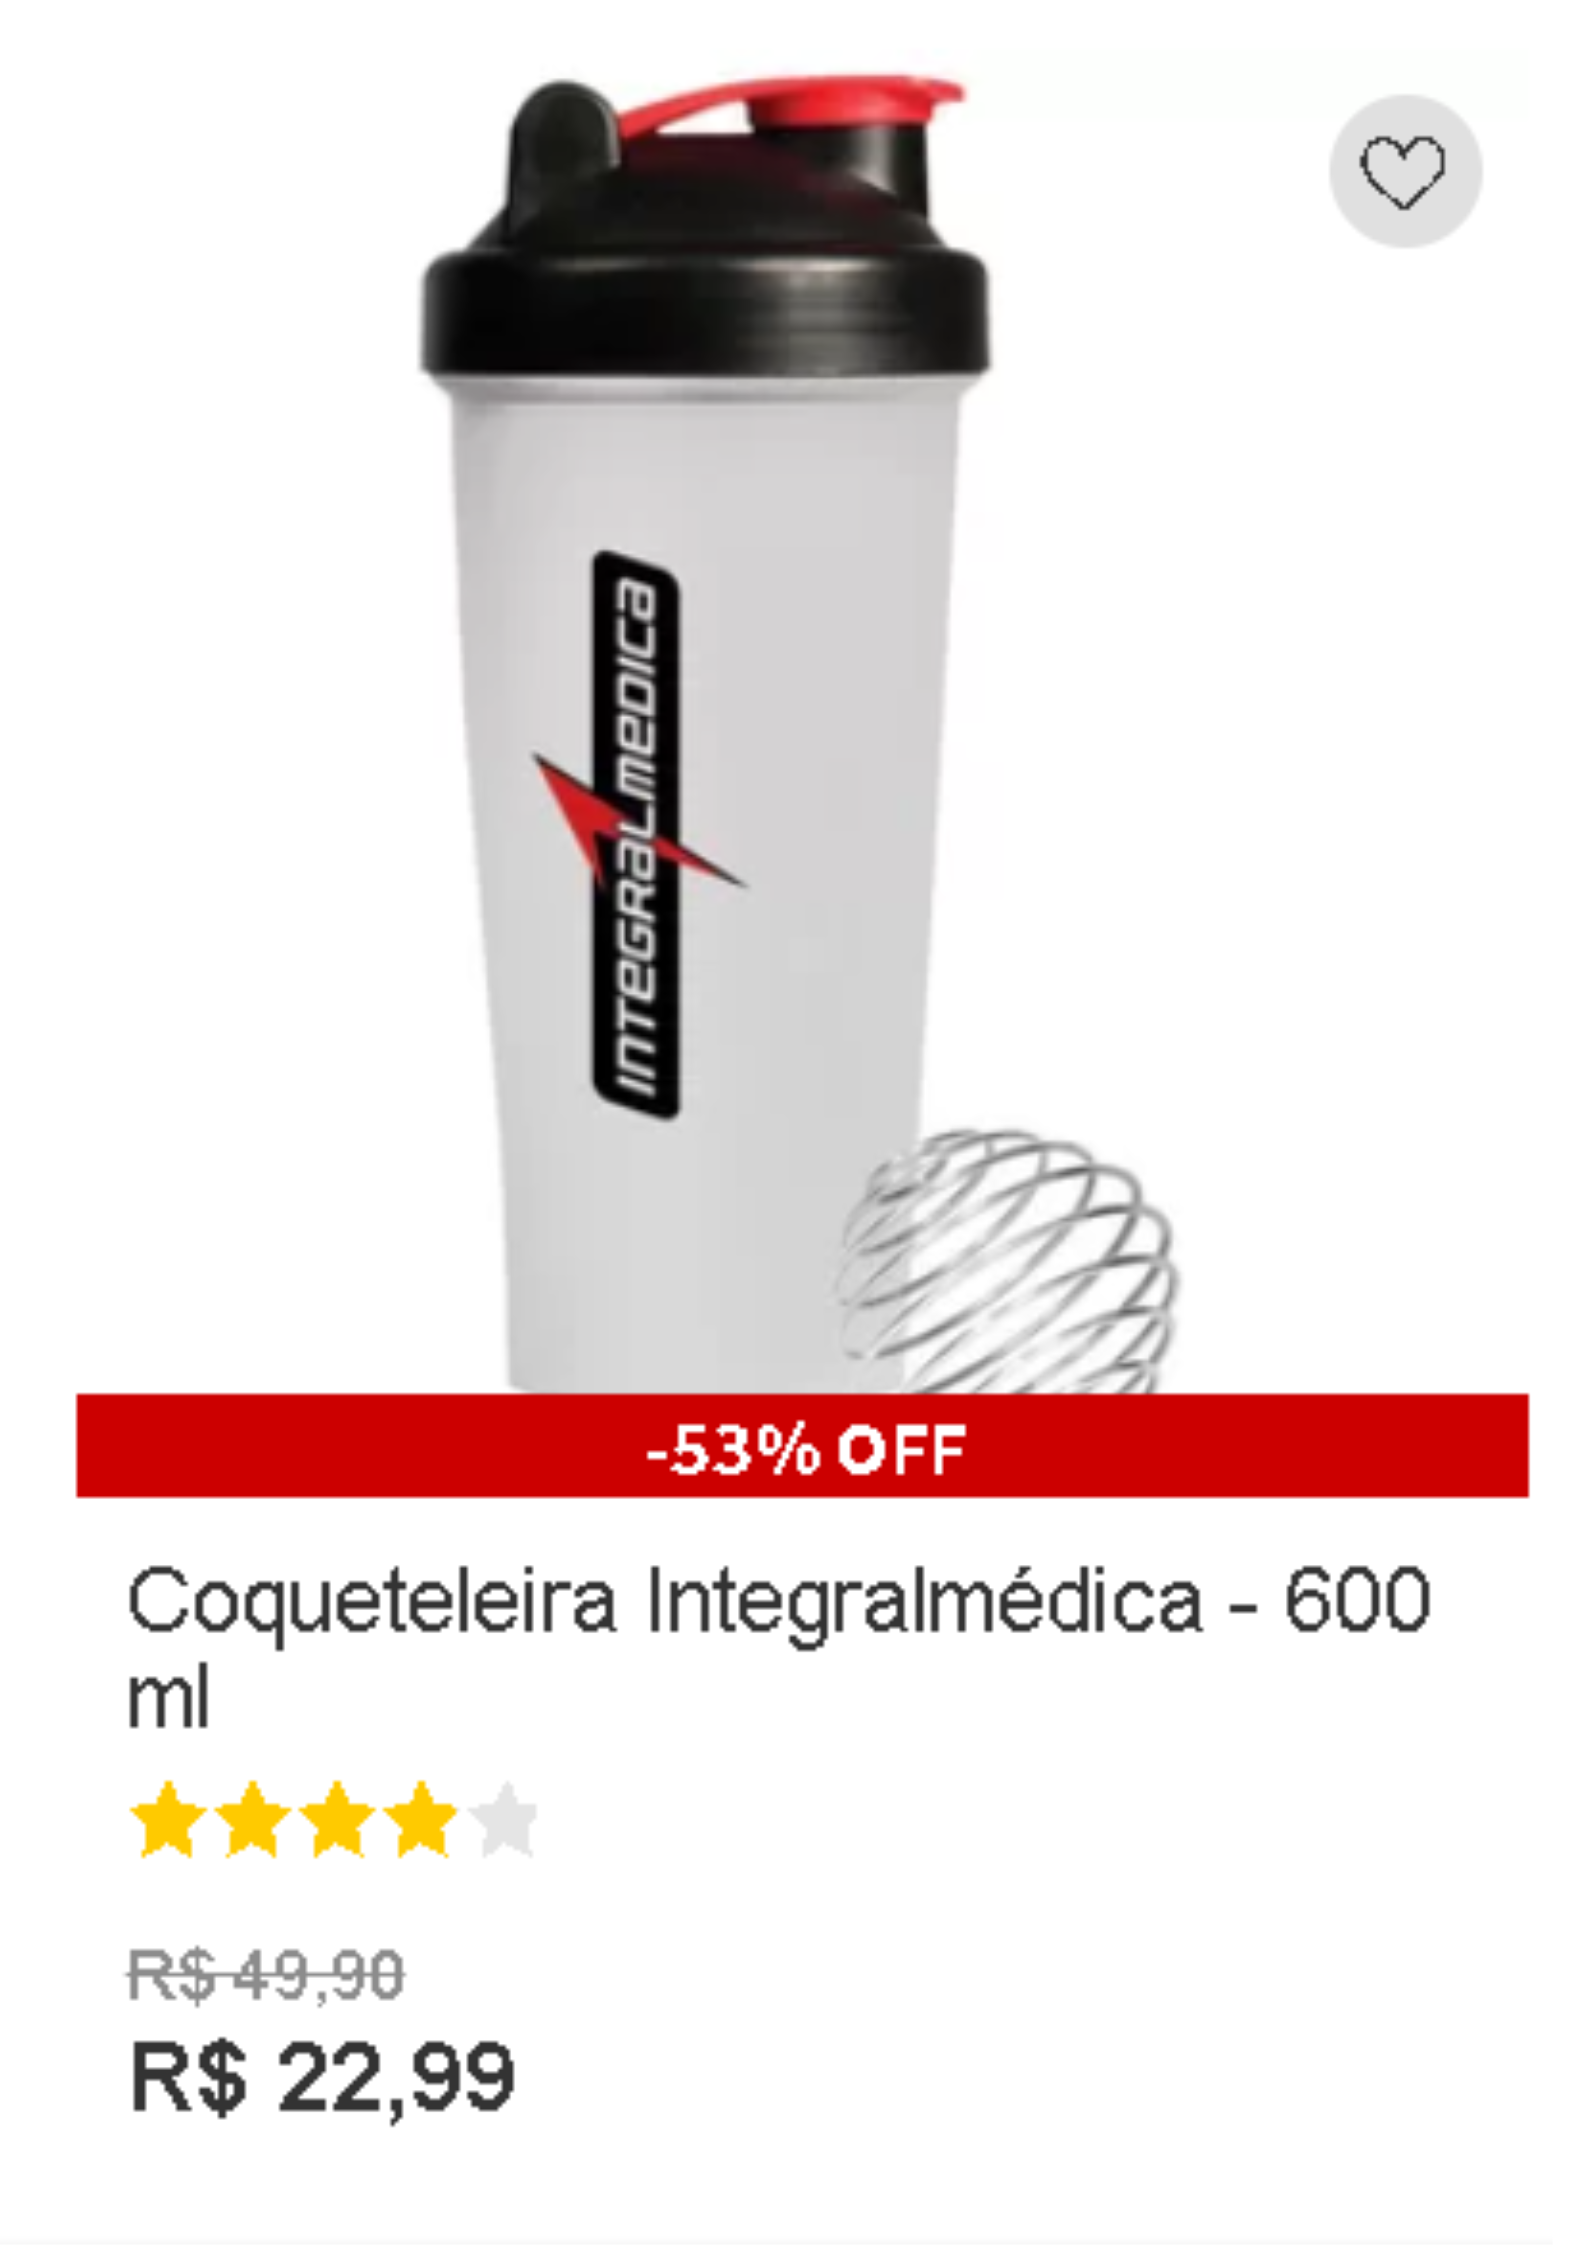 INTEGRALMEDICA
-53% OFF
Coqueteleira Integralmédica - 600
ml
R$ 49,90
R$ 22,99